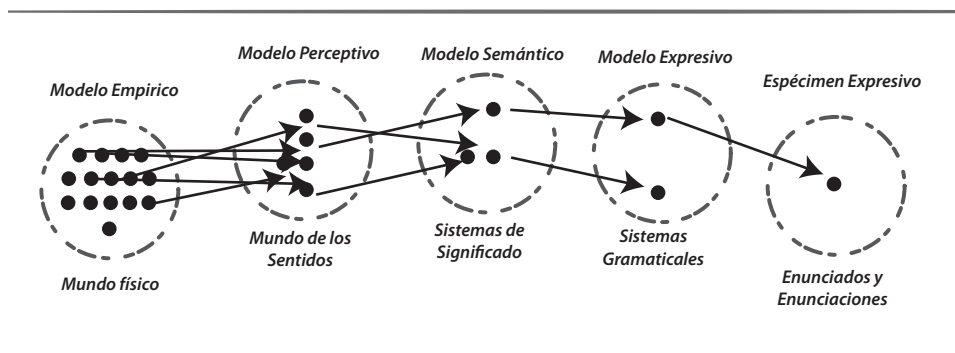 Modelo Empirico
Modelo Perceptivo
Modelo Semántico
Modelo Expresivo
Espécimen Expresivo
Mundo físico
Mundo de los
Sentidos
Sistemas de
Significado
Sistemas
Gramaticales
Enunciados y
Enunciaciones